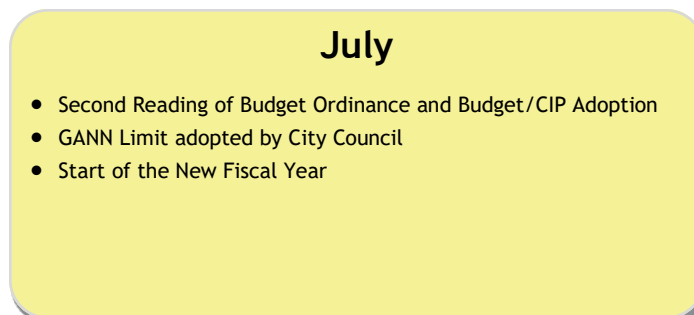 July
• Second Reading of Budget Ordinance and Budget/CIP Adoption
• GANN Limit adopted by City Council
• Start of the New Fiscal Year